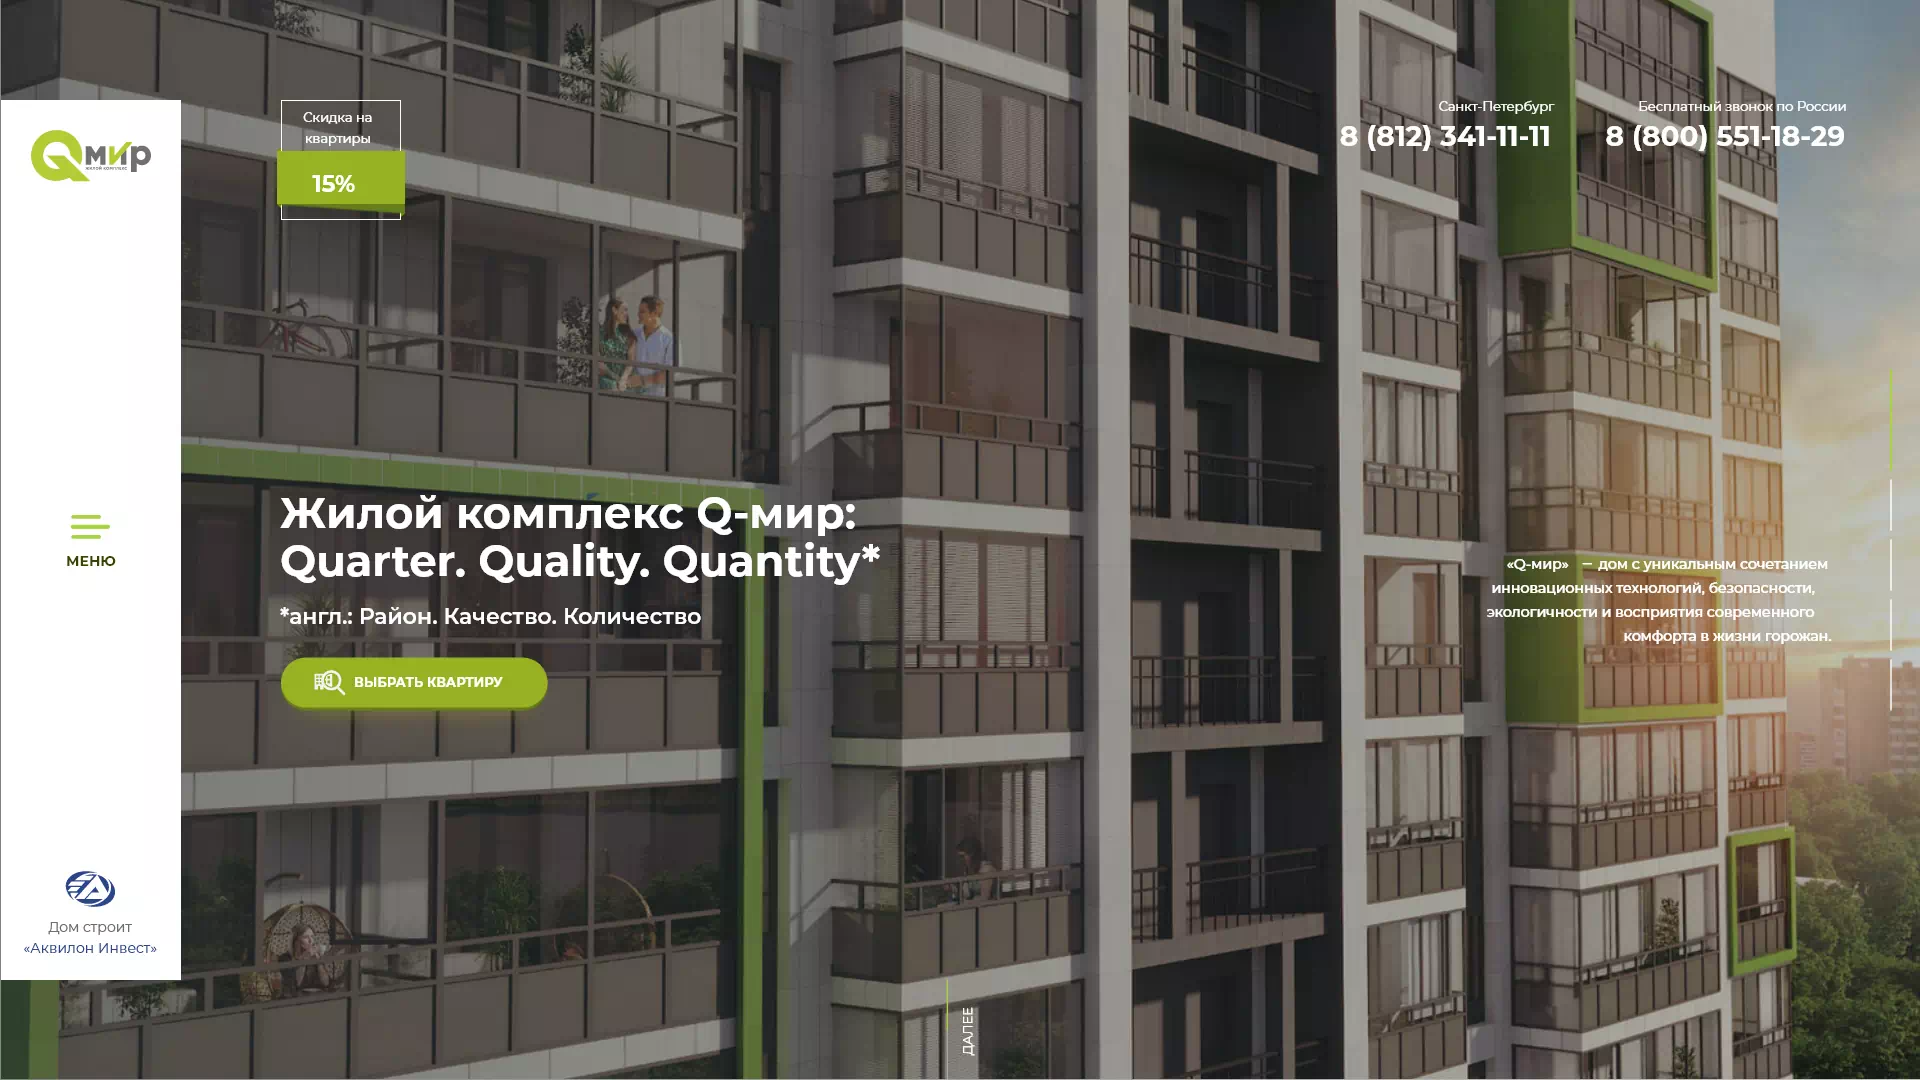 Qмир
жилой комплекс
Скидка на
квартиры
15%
Санкт-Петербург
8 (812) 341-11-11
Бесплатный звонок по России
8 (800) 551-18-29
МЕНЮ
Жилой комплекс Q-мир:
Quarter. Quality. Quantity*
*англ.: Район. Качество. Количество
ВЫБРАТЬ КВАРТИРУ
«Q-мир» — дом с уникальным сочетанием
инновационных технологий, безопасности,
экологичности и восприятия современного
комфорта в жизни горожан.
Дом строит
«Аквилон Инвест»
ДАЛЕЕ